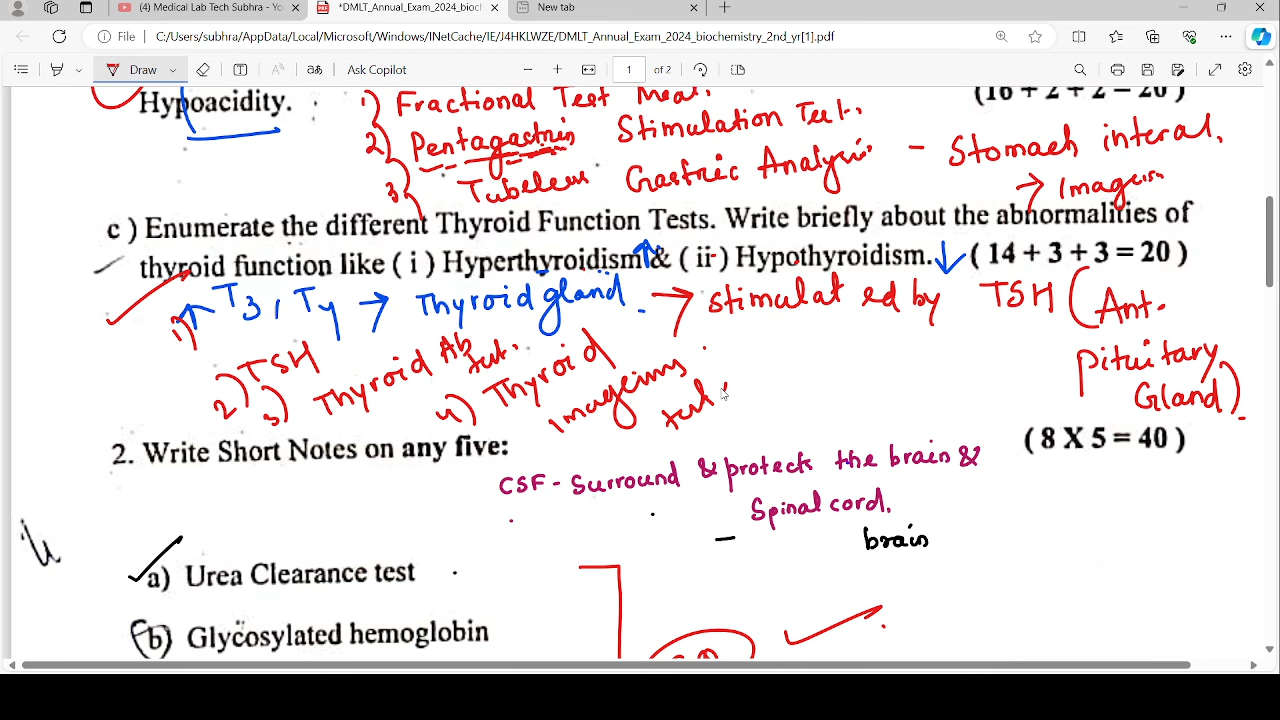 (4) Medical Lab Tech Subhra - Yo
*DMLT_Annual_Exam_2024_bioch
New tab
File
C:/Users/subhra/AppData/Local/Microsoft/Windows/INetCache/IE/J4HKLWZE/DMLT_Annual_Exam_2024_biochemistry_2nd_yr[1].pdf
Draw
Ask Copilot
1 of 2
Hypoacidity.
1) Fractional Test Meal.
(16 + 2 + 2 = 20 )
2) Pentagastrin Stimulation Test.
3 Tubeless Gastric Analysis - Stomach interal.
→ Imagein
c ) Enumerate the different Thyroid Function Tests. Write briefly about the abnormalities of
thyroid function like ( i ) Hyperthyroidism ↑ & ( ii ) Hypothyroidism. ↓ ( 14 + 3 + 3 = 20 )
1) ↑ T3, T4 → Thyroid gland. → stimulated by TSH (Ant.
Pituitary
Gland).
2) TSH
3) Thyroid Ab test.
4) Thyroid
Imageims
test
2. Write Short Notes on any five:
( 8 X 5 = 40 )
CSF - Surround & protects the brain &
Spinal cord.
- brain
a) Urea Clearance test
b) Glycosylated hemoglobin